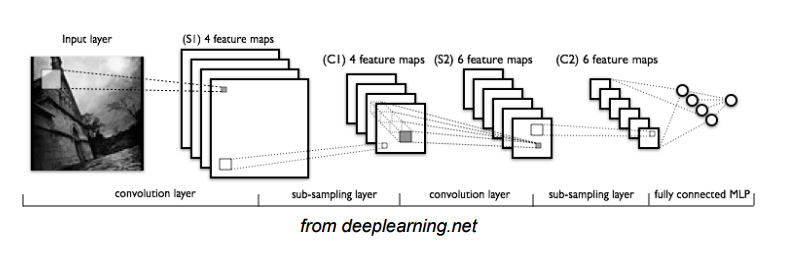 Input layer
(S1) 4 feature maps
(C1) 4 feature maps
(S2) 6 feature maps
(C2) 6 feature maps
convolution layer
sub-sampling layer
convolution layer
sub-sampling layer
fully connected MLP
from deeplearning.net